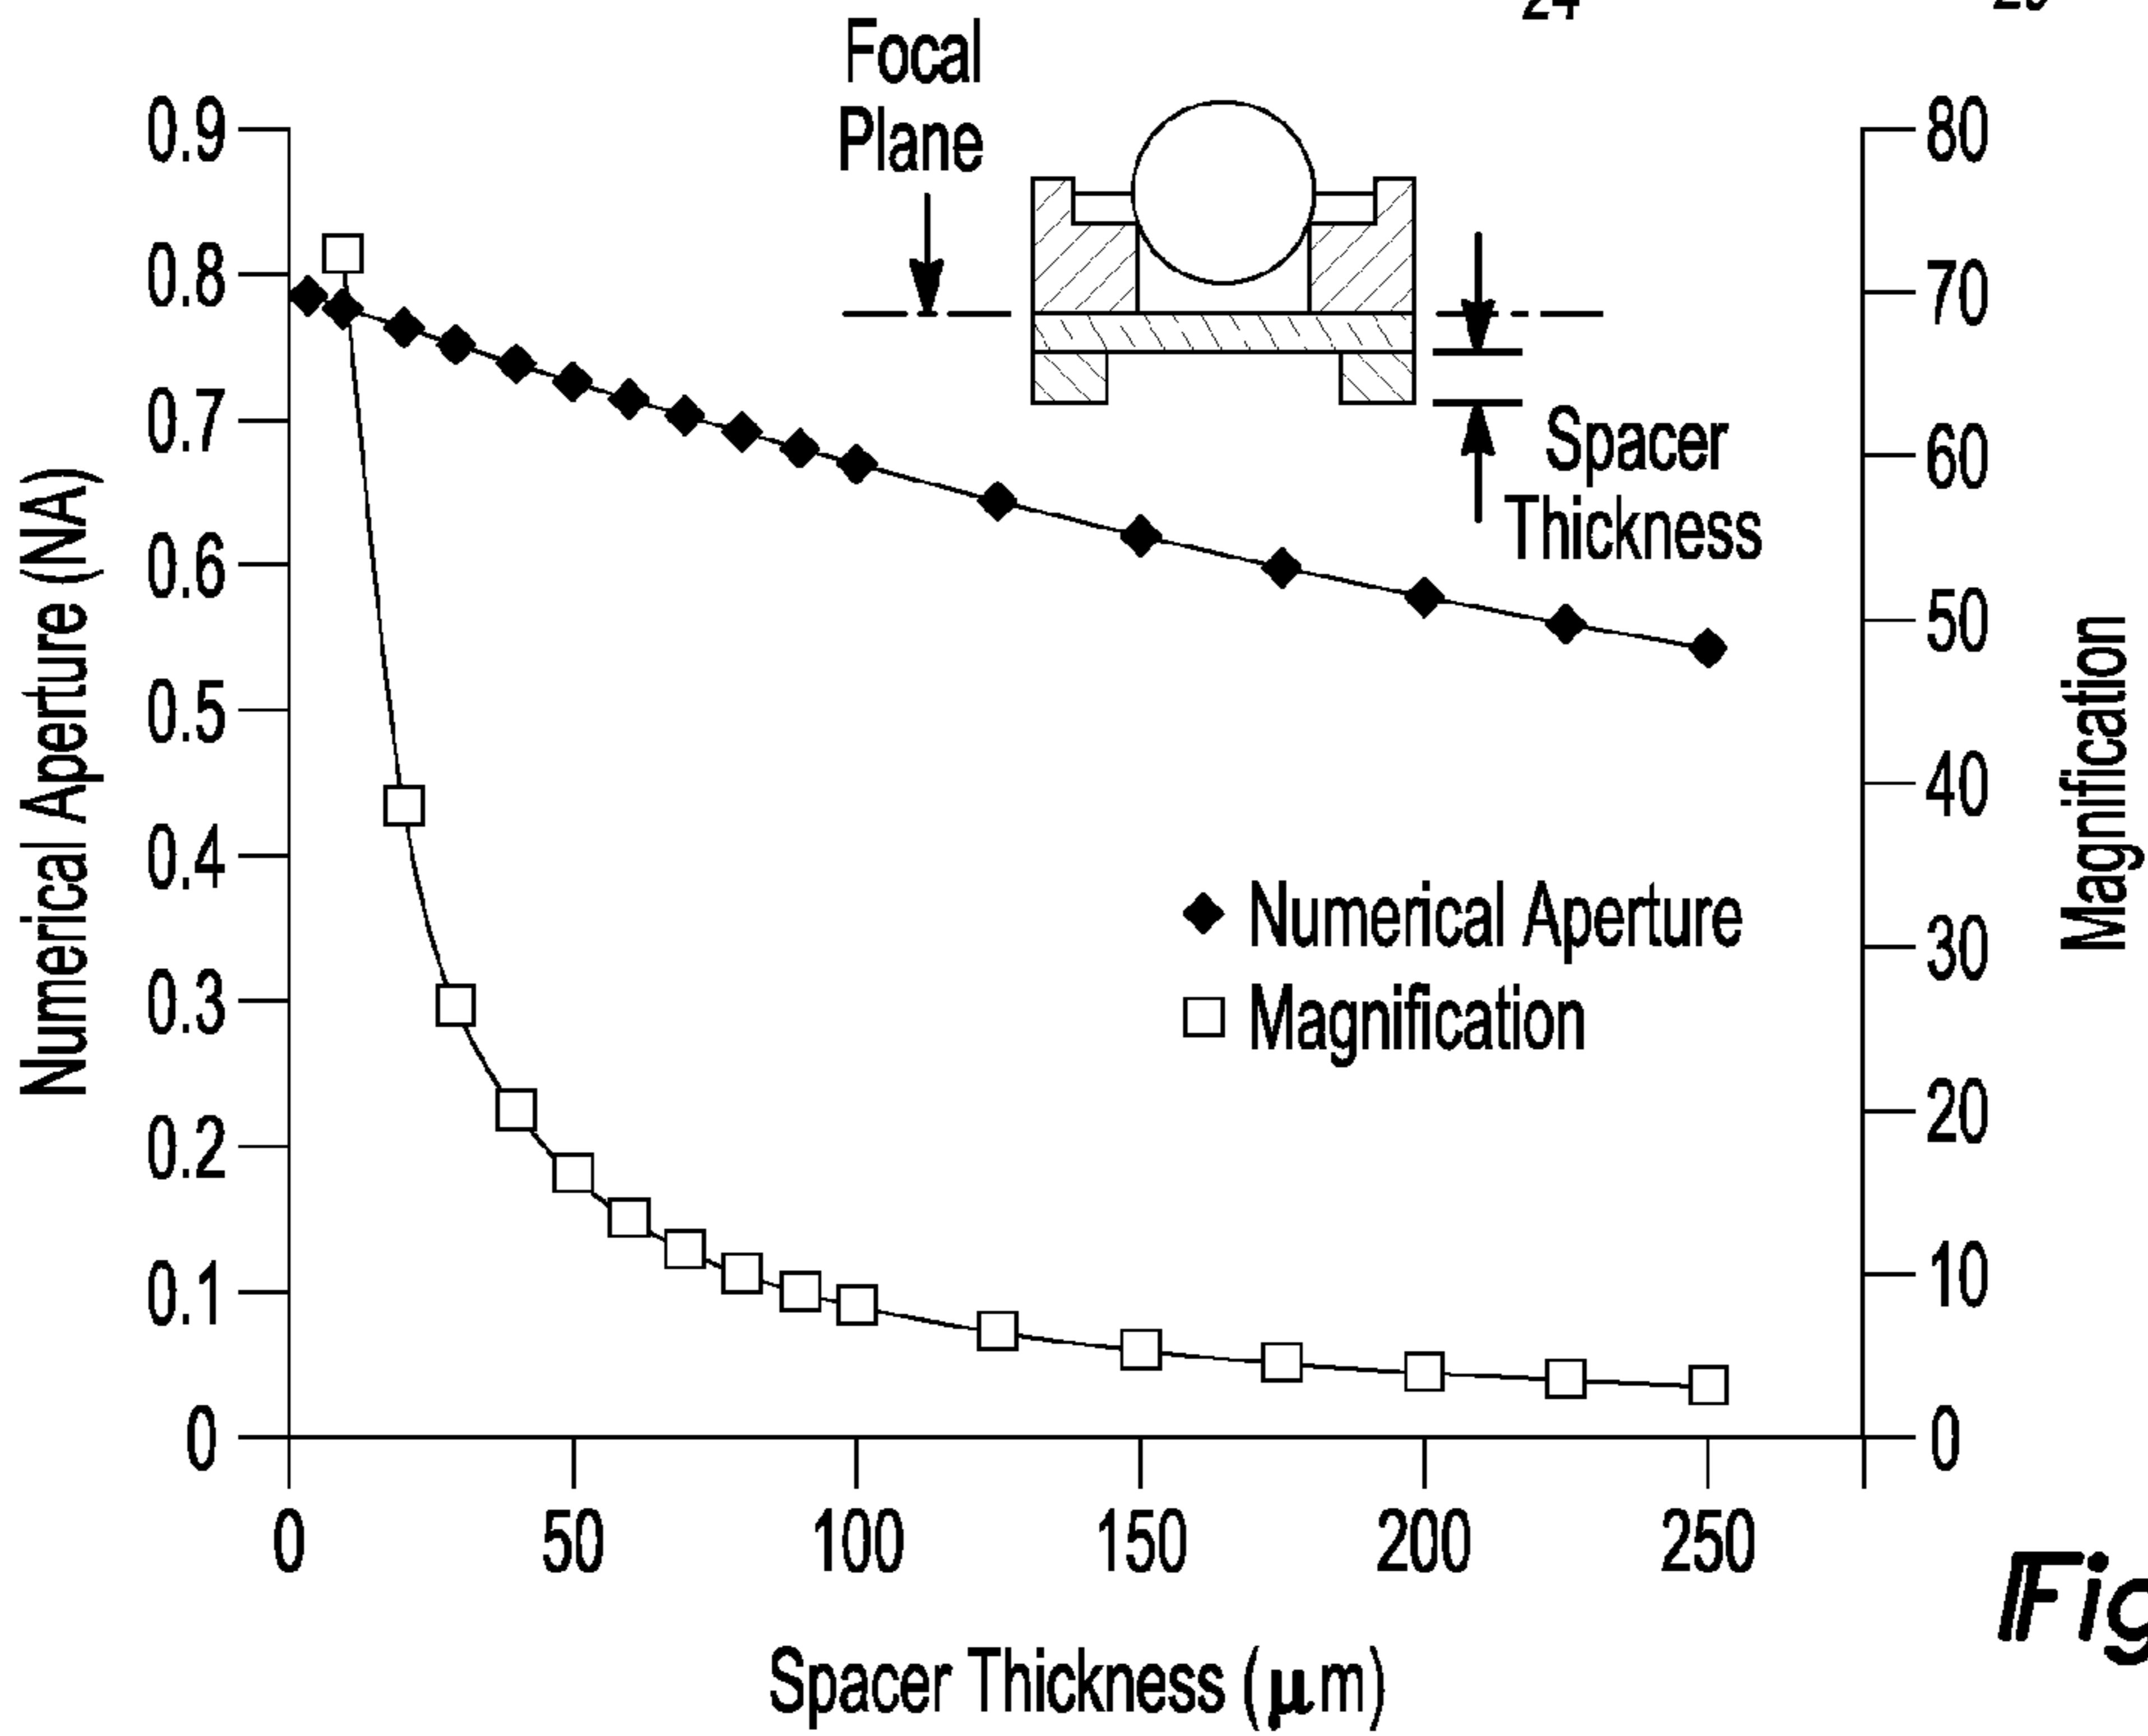 Focal
Plane
0.9
0.8
0.7
0.6
0.5
0.4
0.3
0.2
0.1
0
Numerical Aperture (NA)
Spacer
Thickness
Numerical Aperture
Magnification
80
70
60
50
40
30
20
10
0
Magnification
0 50 100 150 200 250
Spacer Thickness (μm)
Fig